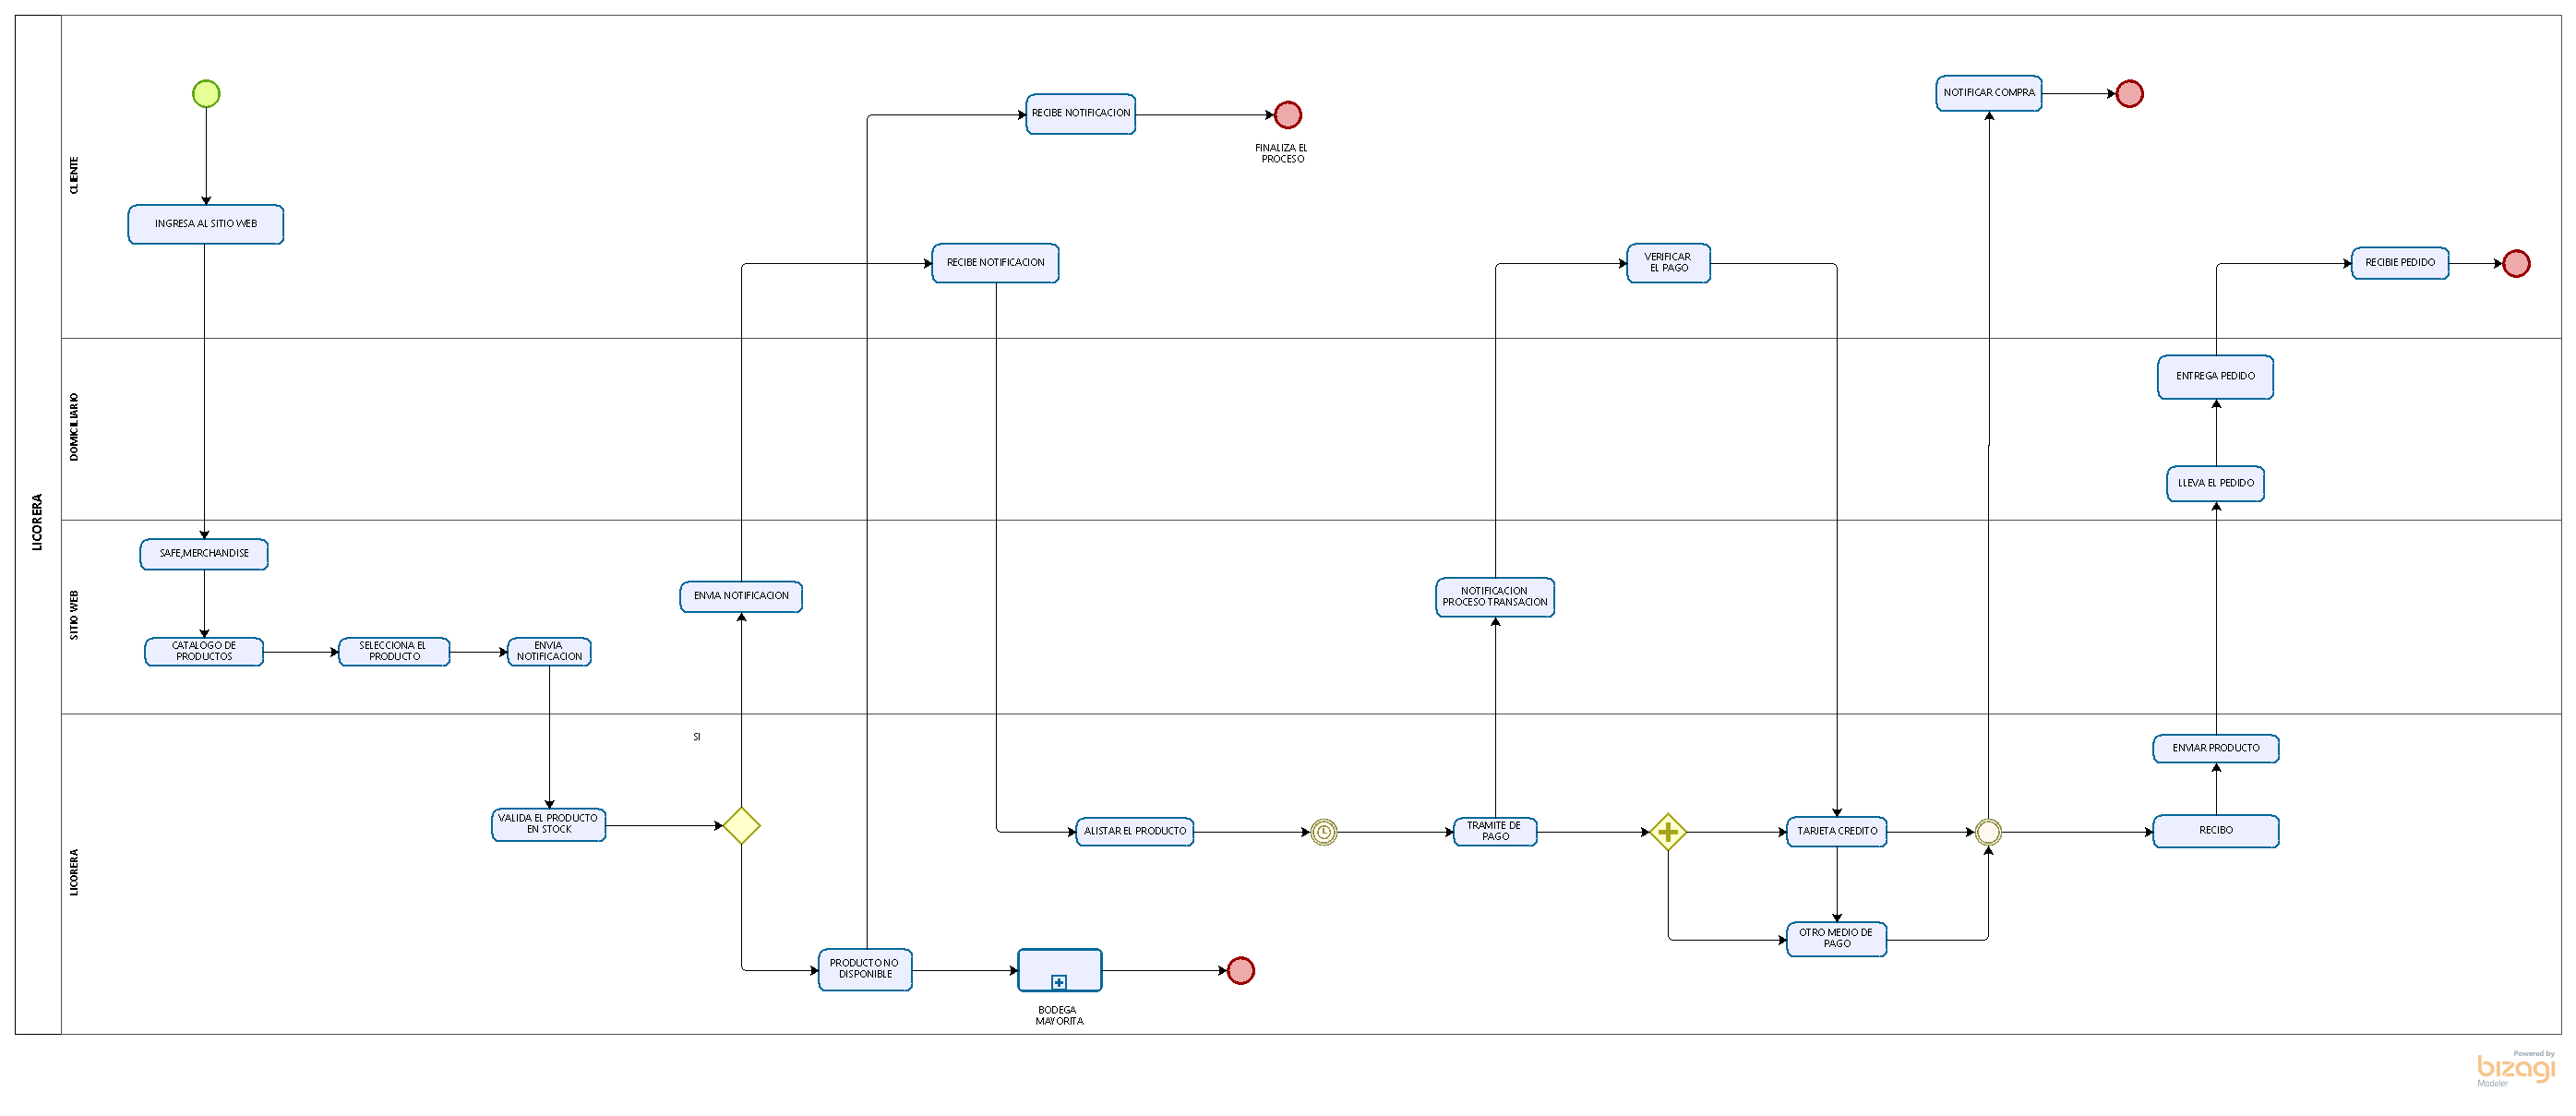 LICORERA
CLIENTE
INGRESA AL SITIO WEB
RECIBE NOTIFICACION
FINALIZA EL
PROCESO
RECIBE NOTIFICACION
VERIFICAR
EL PAGO
NOTIFICAR COMPRA
RECIBIE PEDIDO
DOMICILIARIO
ENTREGA PEDIDO
LLEVA EL PEDIDO
SITIO WEB
SAFE,MERCHANDISE
CATALOGO DE
PRODUCTOS
SELECCIONA EL
PRODUCTO
ENVIA
NOTIFICACION
ENVIA NOTIFICACION
NOTIFICACION
PROCESO TRANSACION
LICORERA
VALIDA EL PRODUCTO
EN STOCK
SI
PRODUCTO NO
DISPONIBLE
BODEGA
MAYORITA
ALISTAR EL PRODUCTO
TRAMITE DE
PAGO
TARJETA CREDITO
OTRO MEDIO DE
PAGO
RECIBO
ENVIAR PRODUCTO
Powered by
bizagi
Modeler